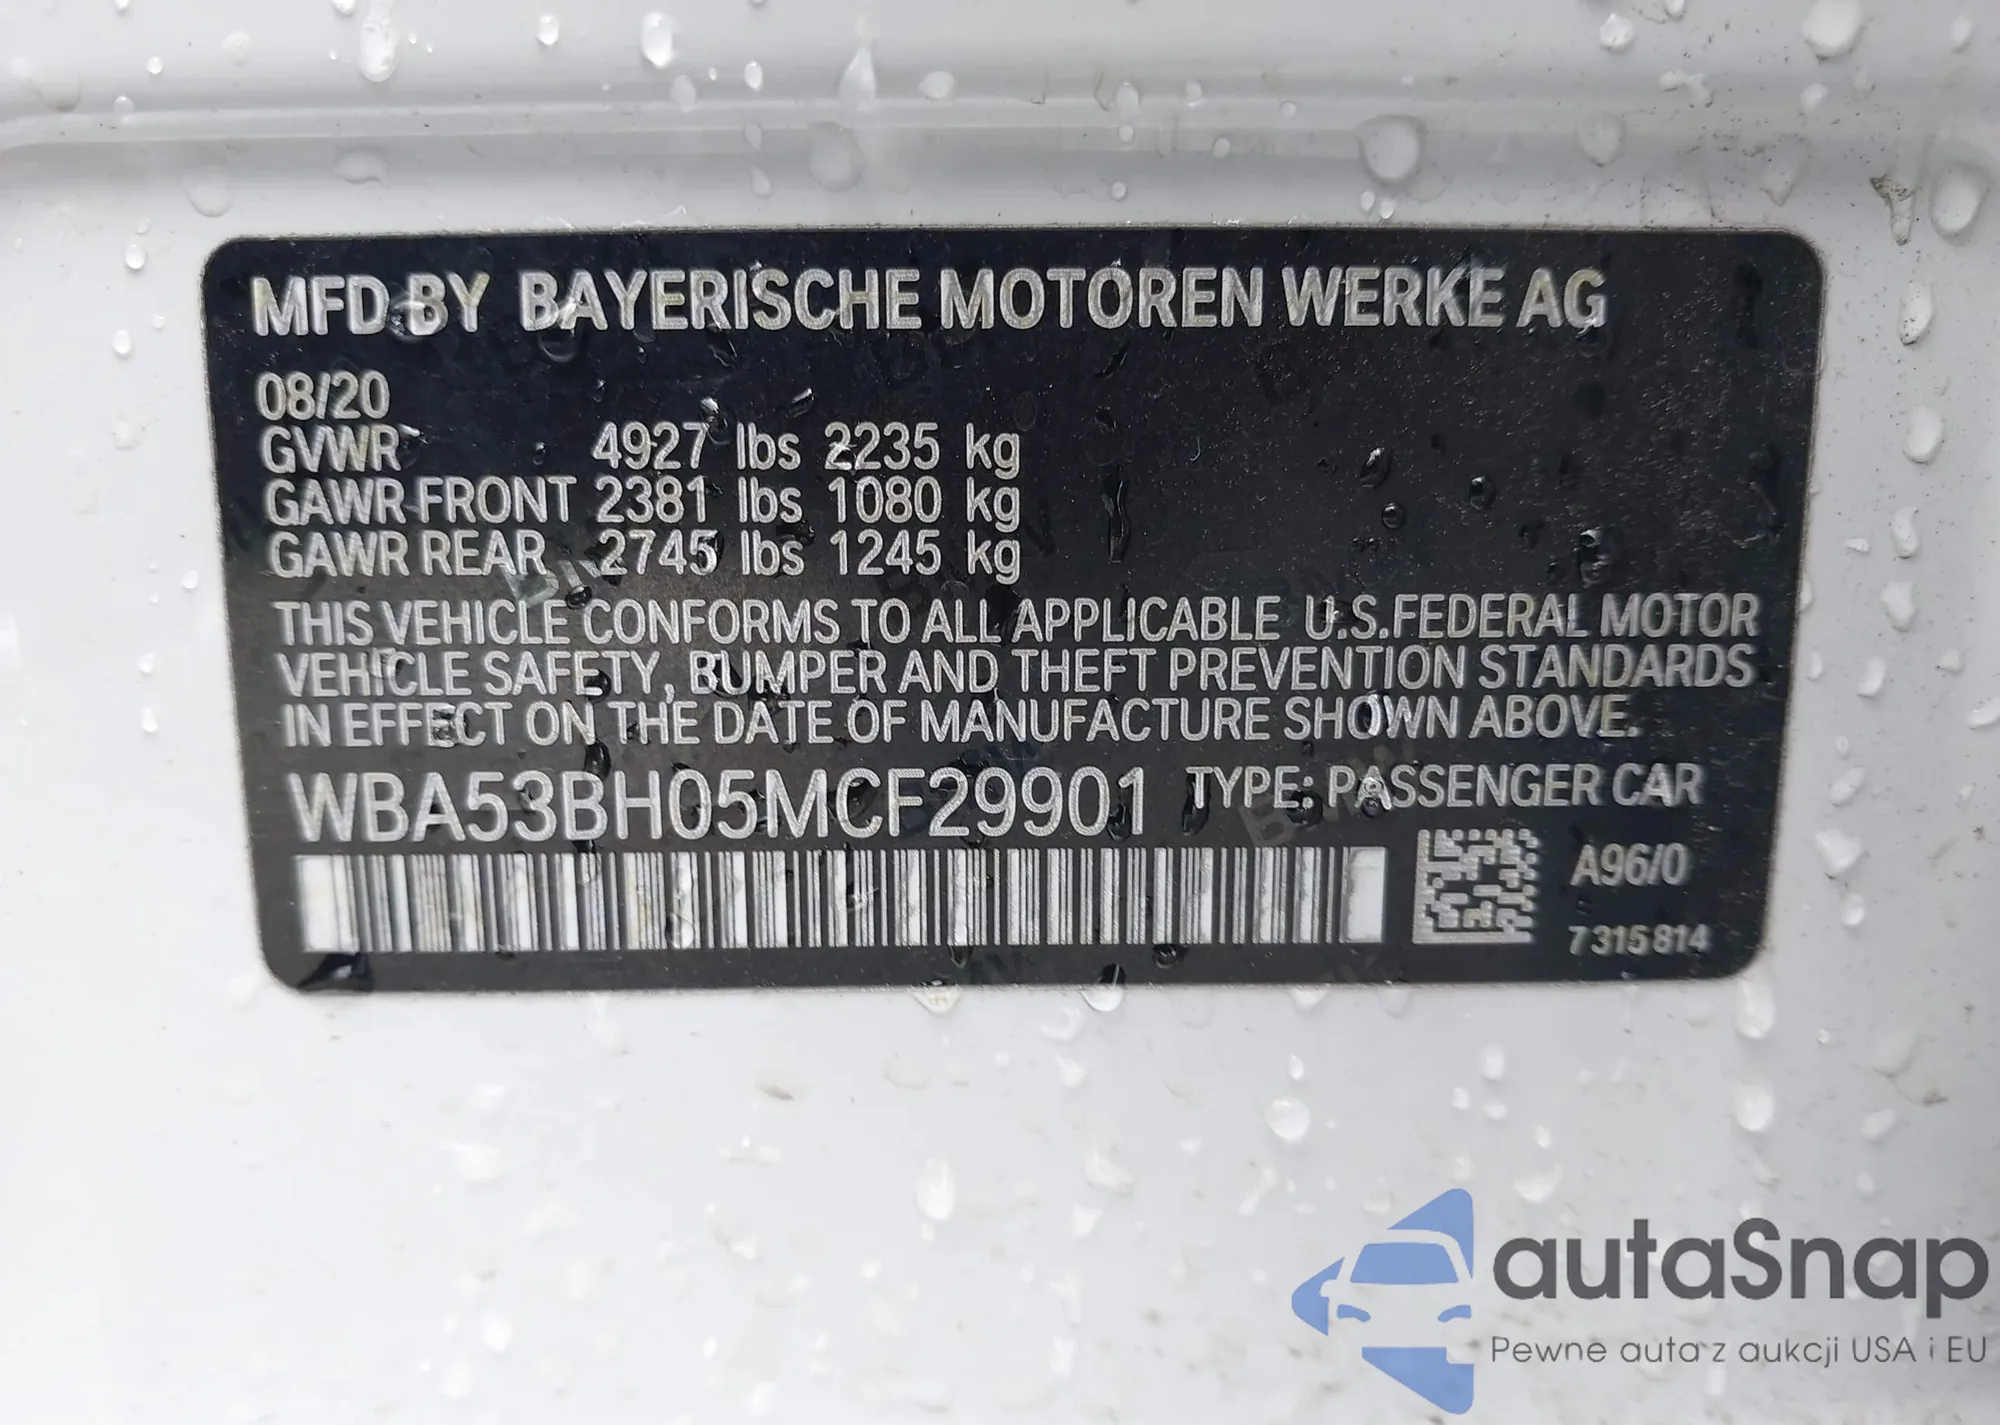 MFD BY BAYERISCHE MOTOREN WERKE AG
08/20
GVWR 4927 lbs 2235 kg
GAWR FRONT 2381 lbs 1080 kg
GAWR REAR 2745 lbs 1245 kg
THIS VEHICLE CONFORMS TO ALL APPLICABLE U.S.FEDERAL MOTOR
VEHICLE SAFETY, BUMPER AND THEFT PREVENTION STANDARDS
IN EFFECT ON THE DATE OF MANUFACTURE SHOWN ABOVE.
WBA53BH05MCF29901 TYPE: PASSENGER CAR
A96/0
7 315 814
autaSnap
Pewne auta z aukcji USA i EU